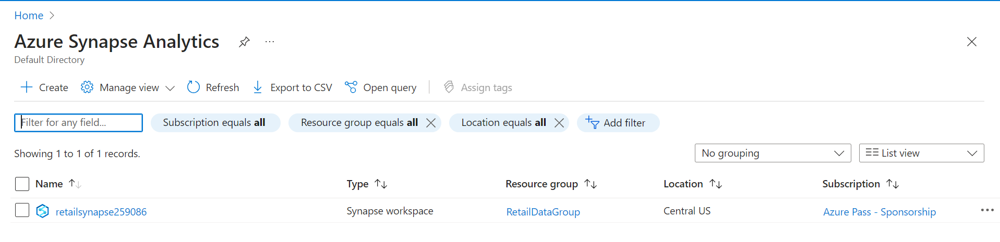 Home
Azure Synapse Analytics
Default Directory
Create Manage view Refresh Export to CSV Open query Assign tags
Filter for any field... Subscription equals all Resource group equals all Location equals all Add filter
Showing 1 to 1 of 1 records. No grouping List view
Name Type Resource group Location Subscription
retailsynapse259086 Synapse workspace RetailDataGroup Central US Azure Pass - Sponsorship